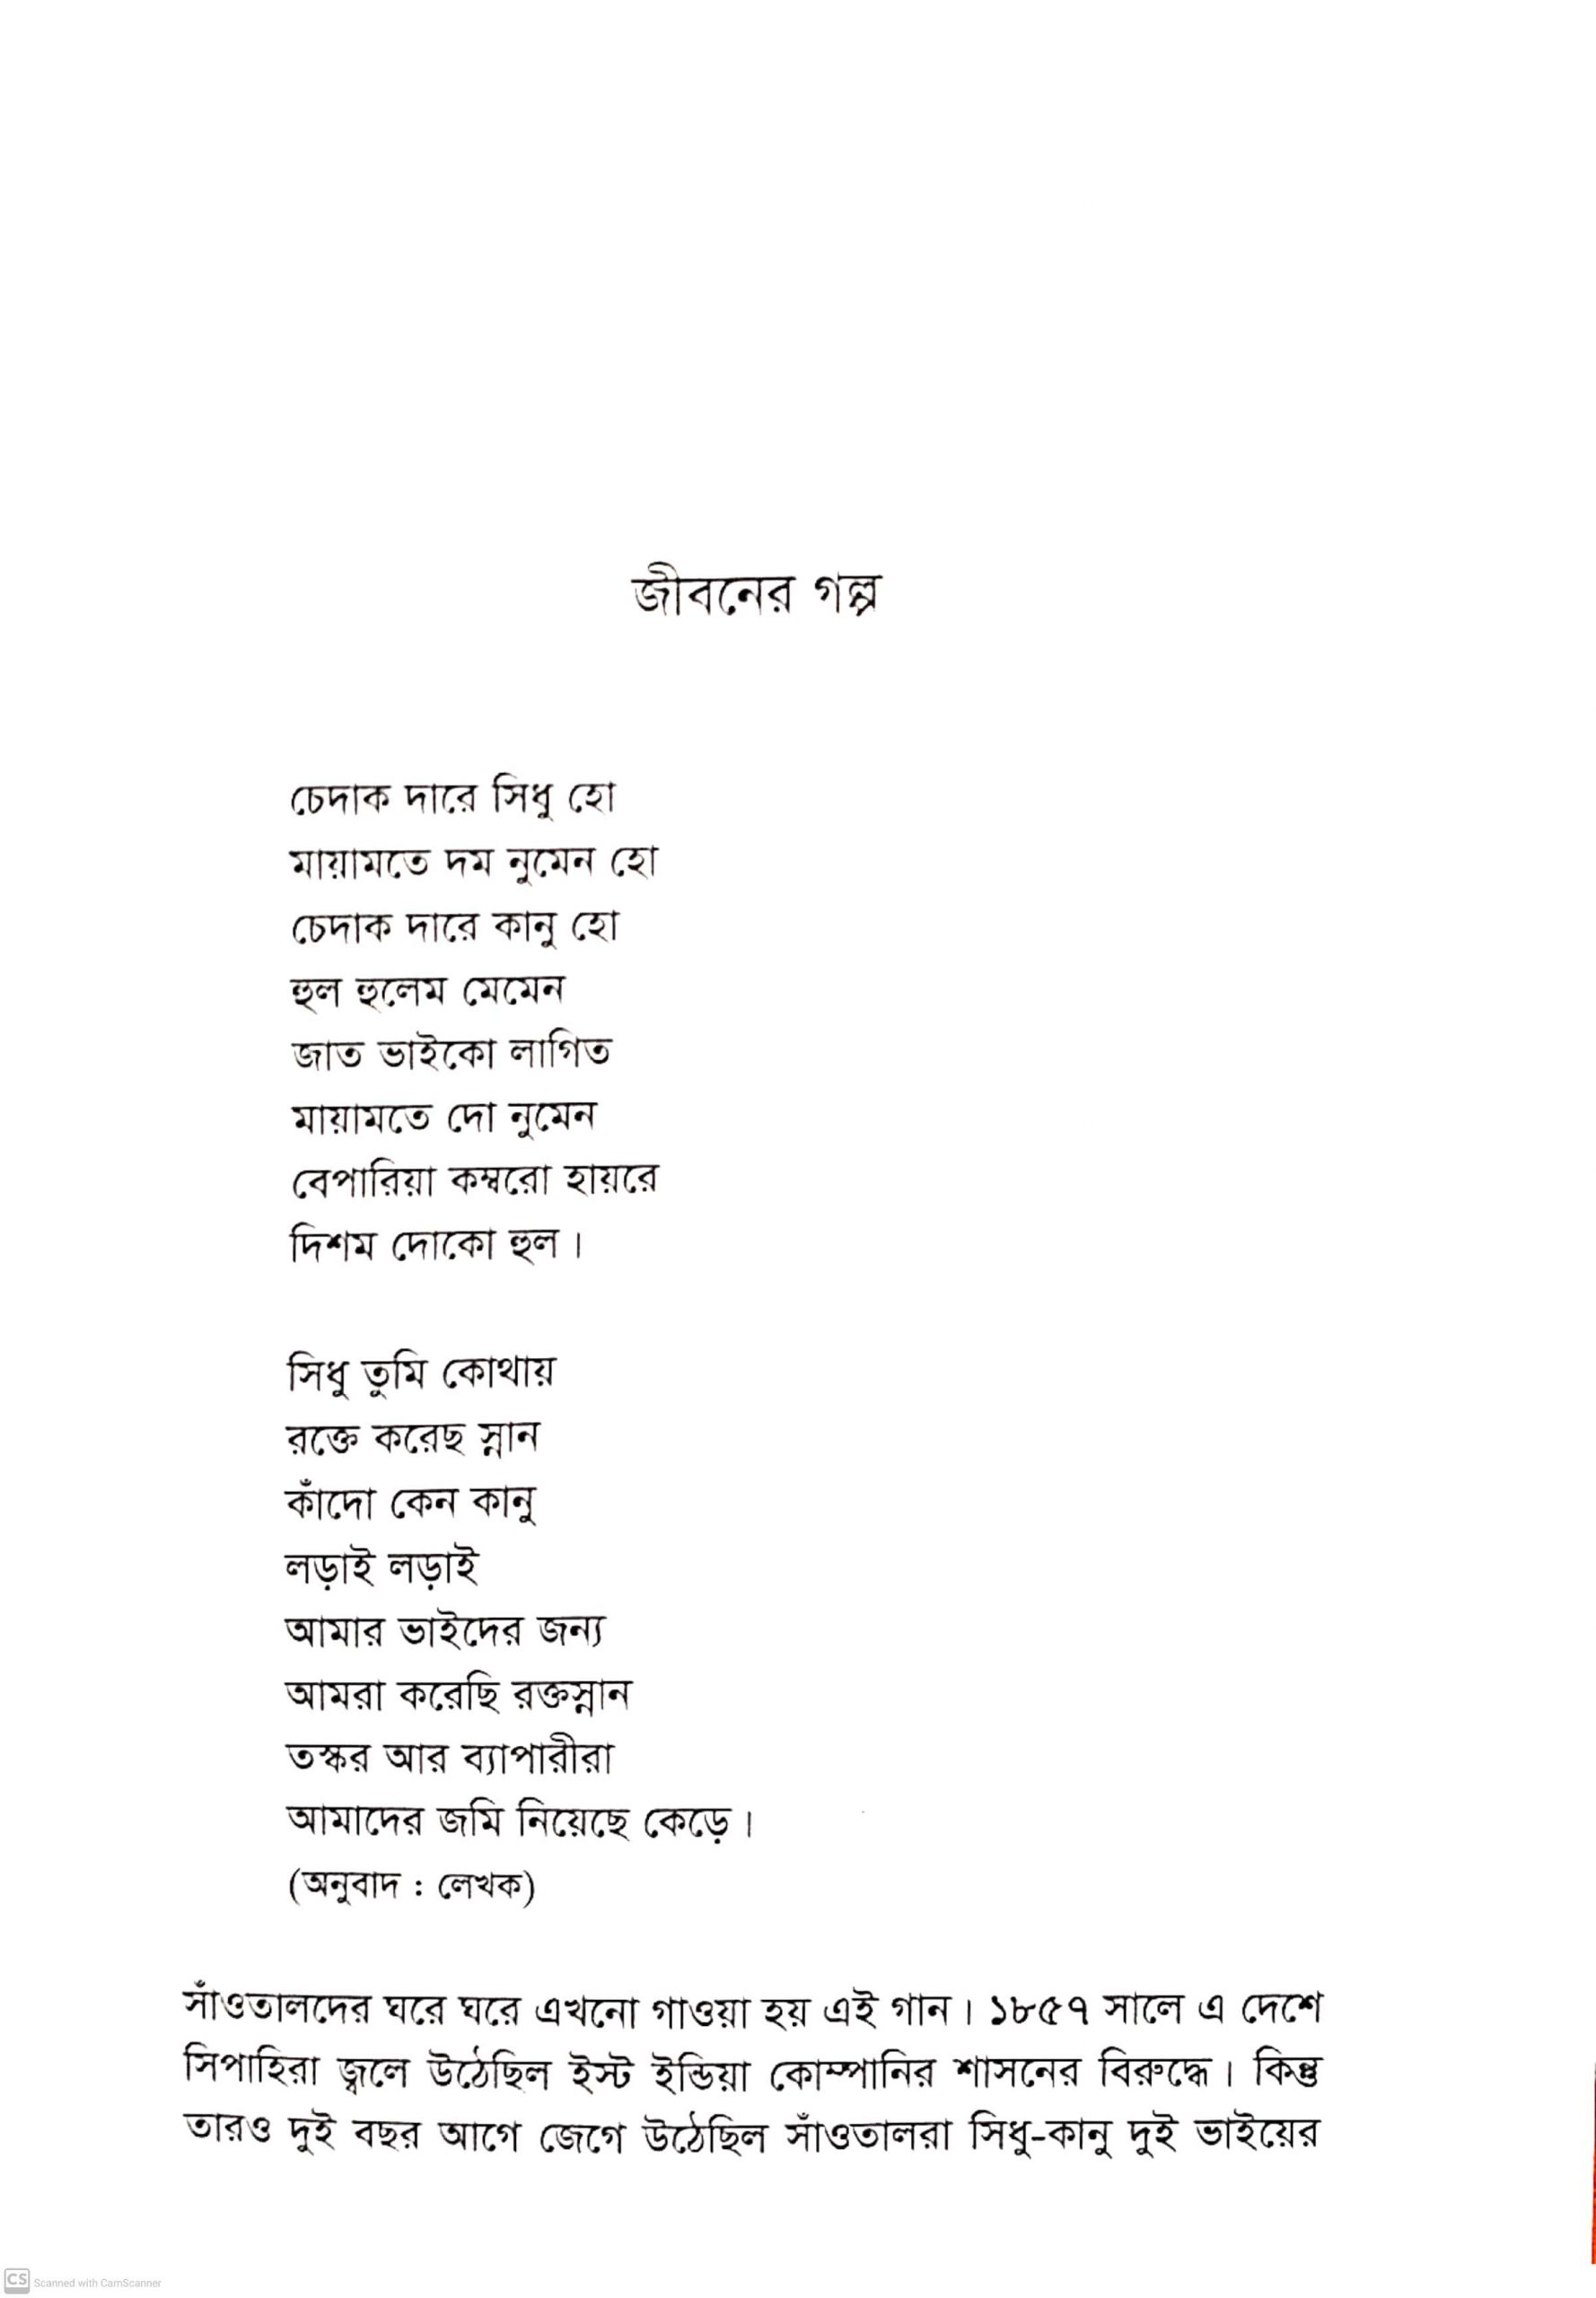 জীবনের গল্প
চেদাক দারে সিধু হো
মায়ামতে দম নুমেন হো
চেদাক দারে কানু হো
হুল হুলেম মেমেন
জাত ভাইকো লাগিত
মায়ামতে দো নুমেন
বেপারিয়া কম্বরো হায়রে
দিশম দোকো হুল।
সিধু তুমি কোথায়
রক্তে করেছ স্নান
কাঁদো কেন কানু
লড়াই লড়াই
আমার ভাইদের জন্য
আমরা করেছি রক্তস্নান
তস্কর আর ব্যাপারীরা
আমাদের জমি নিয়েছে কেড়ে।
(অনুবাদ : লেখক)
সাঁওতালদের ঘরে ঘরে এখনো গাওয়া হয় এই গান। ১৮৫৭ সালে এ দেশে
সিপাহিরা জ্বলে উঠেছিল ইস্ট ইন্ডিয়া কোম্পানির শাসনের বিরুদ্ধে। কিন্তু
তারও দুই বছর আগে জেগে উঠেছিল সাঁওতালরা সিধু-কানু দুই ভাইয়ের
CS Scanned with CamScanner